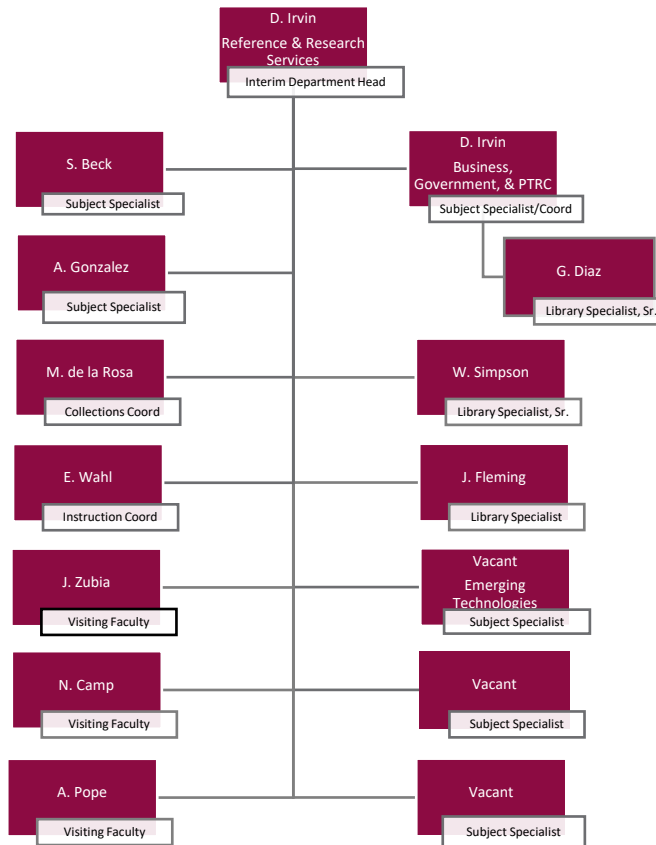 D. Irvin
Reference & Research
Services
Interim Department Head
S. Beck
Subject Specialist
D. Irvin
Business,
Government, & PTRC
Subject Specialist/Coord
A. Gonzalez
Subject Specialist
G. Diaz
Library Specialist, Sr.
M. de la Rosa
Collections Coord
W. Simpson
Library Specialist, Sr.
E. Wahl
Instruction Coord
J. Fleming
Library Specialist
J. Zubia
Visiting Faculty
Vacant
Emerging
Technologies
Subject Specialist
N. Camp
Visiting Faculty
Vacant
Subject Specialist
A. Pope
Visiting Faculty
Vacant
Subject Specialist